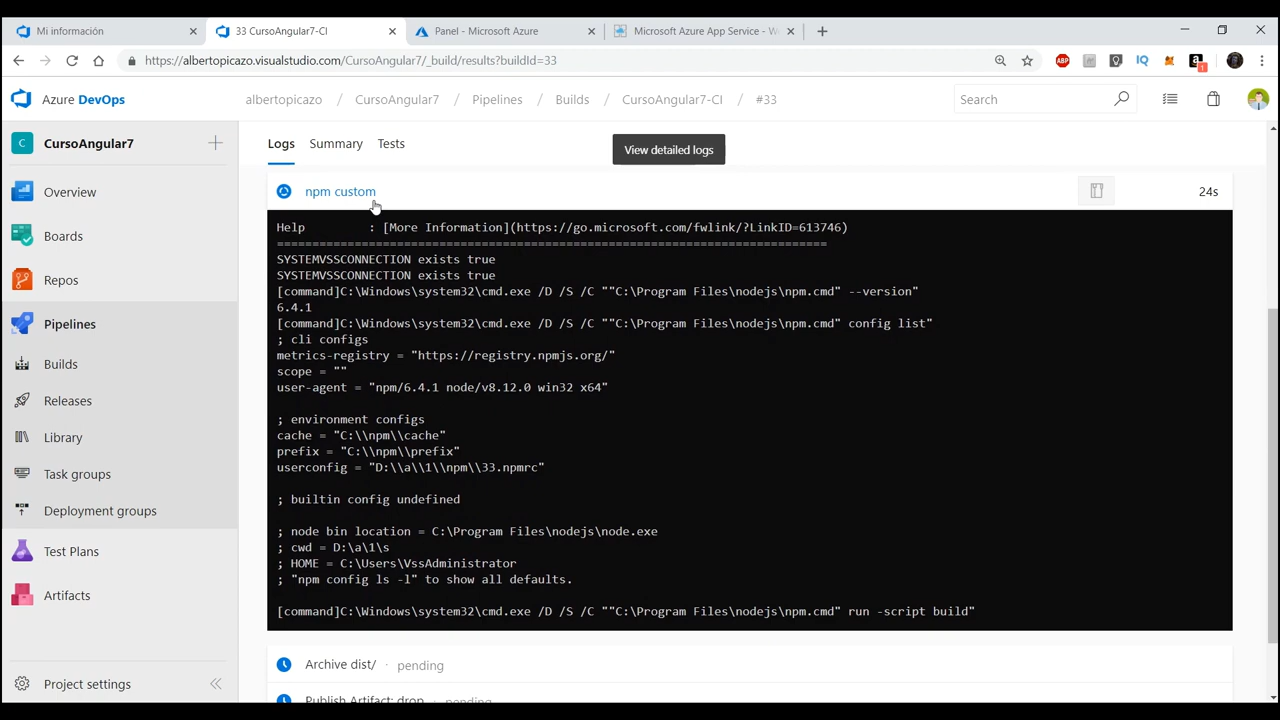 Mi información
33 CursoAngular7-CI
Panel - Microsoft Azure
Microsoft Azure App Service - We
https://albertopicazo.visualstudio.com/CursoAngular7/_build/results?buildId=33
ABP
IQ
Azure DevOps
albertopicazo / CursoAngular7 / Pipelines / Builds / CursoAngular7-CI > #33
Search
C
CursoAngular7
Overview
Boards
Repos
Pipelines
Builds
Releases
Library
Task groups
Deployment groups
Test Plans
Artifacts
Project settings
Logs
Summary
Tests
View detailed logs
npm custom
24s
Help : [More Information](https://go.microsoft.com/fwlink/?LinkID=613746)
==============================================================================
SYSTEMVSSCONNECTION exists true
SYSTEMVSSCONNECTION exists true
[command]C:\Windows\system32\cmd.exe /D /S /C ""C:\Program Files\nodejs\npm.cmd" --version"
6.4.1
[command]C:\Windows\system32\cmd.exe /D /S /C ""C:\Program Files\nodejs\npm.cmd" config list"
; cli configs
metrics-registry = "https://registry.npmjs.org/"
scope = ""
user-agent = "npm/6.4.1 node/v8.12.0 win32 x64"
; environment configs
cache = "C:\\npm\\cache"
prefix = "C:\\npm\\prefix"
userconfig = "D:\\a\\1\\npm\\33.npmrc"
; builtin config undefined
; node bin location = C:\Program Files\nodejs\node.exe
; cwd = D:\a\1\s
; HOME = C:\Users\VssAdministrator
; "npm config ls -l" to show all defaults.
[command]C:\Windows\system32\cmd.exe /D /S /C ""C:\Program Files\nodejs\npm.cmd" run -script build"
Archive dist/ · pending
Publish Artifact: drop · pending